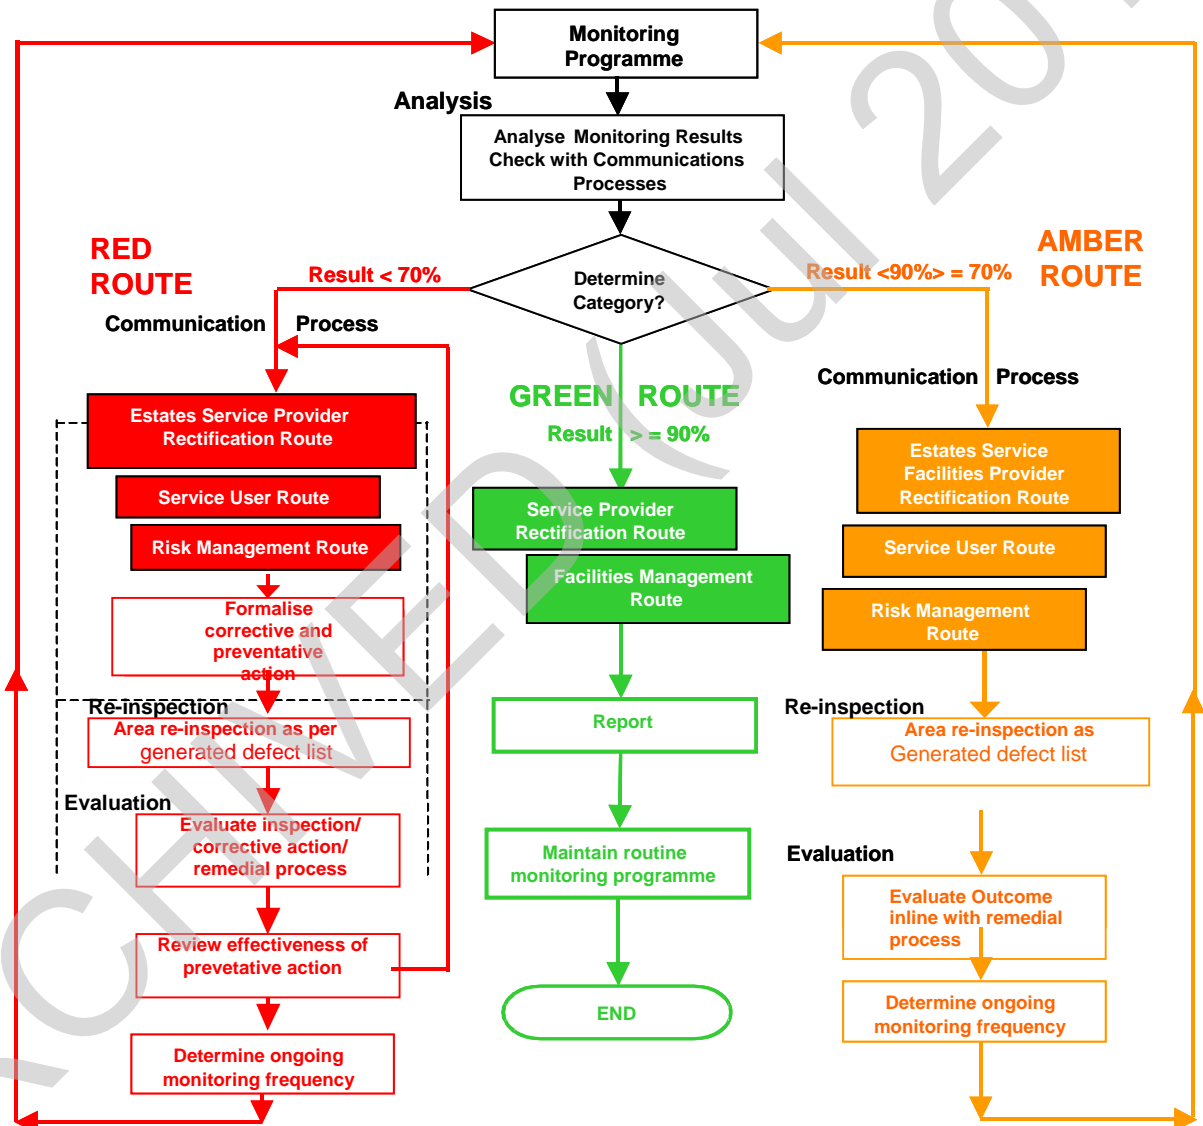 Monitoring
Programme
Analysis
Analyse Monitoring Results
Check with Communications
Processes
RED
ROUTE
Result < 70%
Determine
Category?
Result <90%> = 70%
AMBER
ROUTE
Communication Process
GREEN ROUTE
Result > = 90%
Communication Process
Estates Service Provider
Rectification Route
Service User Route
Risk Management Route
Formalise
corrective and
preventative
action
Re-inspection
Area re-inspection as per
generated defect list
Evaluation
Evaluate inspection/
corrective action/
remedial process
Review effectiveness of
prevetative action
Determine ongoing
monitoring frequency
Service Provider
Rectification Route
Facilities Management
Route
Report
Maintain routine
monitoring programme
END
Estates Service
Facilities Provider
Rectification Route
Service User Route
Risk Management
Route
Re-inspection
Area re-inspection as
Generated defect list
Evaluation
Evaluate Outcome
inline with remedial
process
Determine ongoing
monitoring frequency
CHIVED (Jul 20